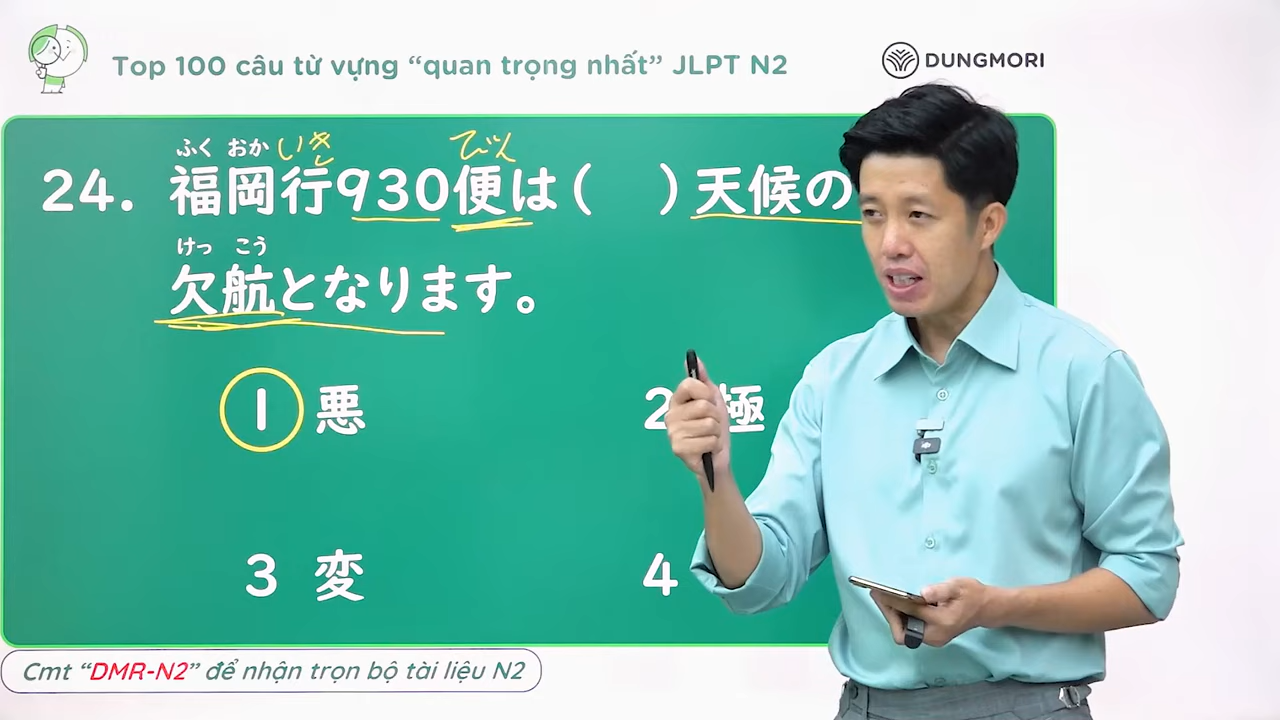 Top 100 câu từ vựng “quan trọng nhất” JLPT N2
DUNGMORI
ふく おか いき びん
24. 福岡行930便は（ ）天候の
けっ こう
欠航となります。
1 悪
2 極
3 変
4
Cmt “DMR-N2” để nhận trọn bộ tài liệu N2